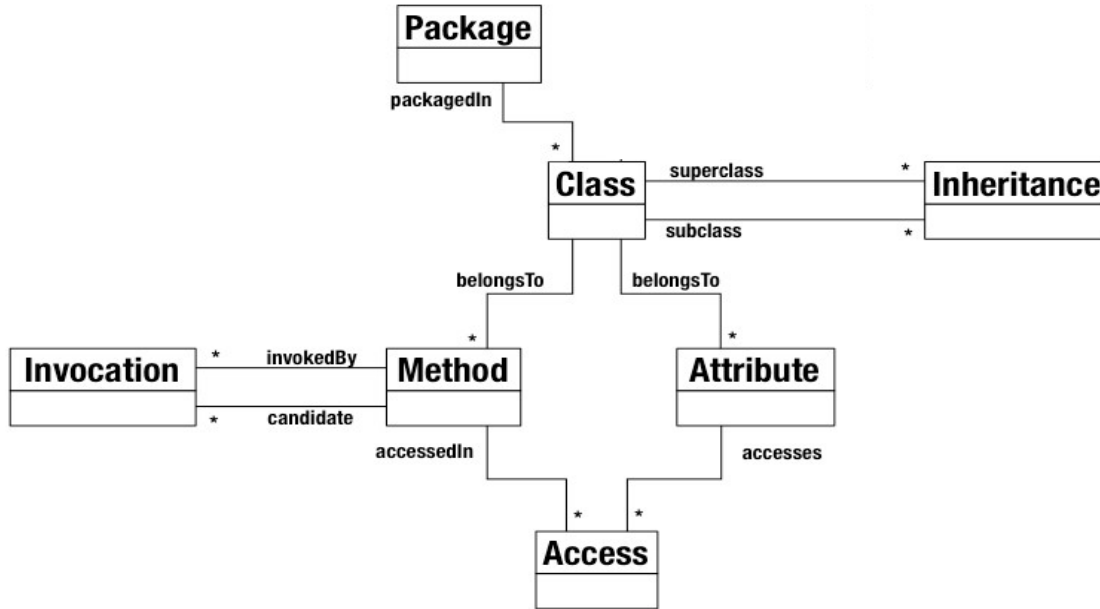 Package
packagedIn
*
Class
superclass
*
Inheritance
subclass
*
belongsTo
belongsTo
*
*
Invocation
*
invokedBy
Method
Attribute
*
candidate
accessedIn
accesses
*
*
Access